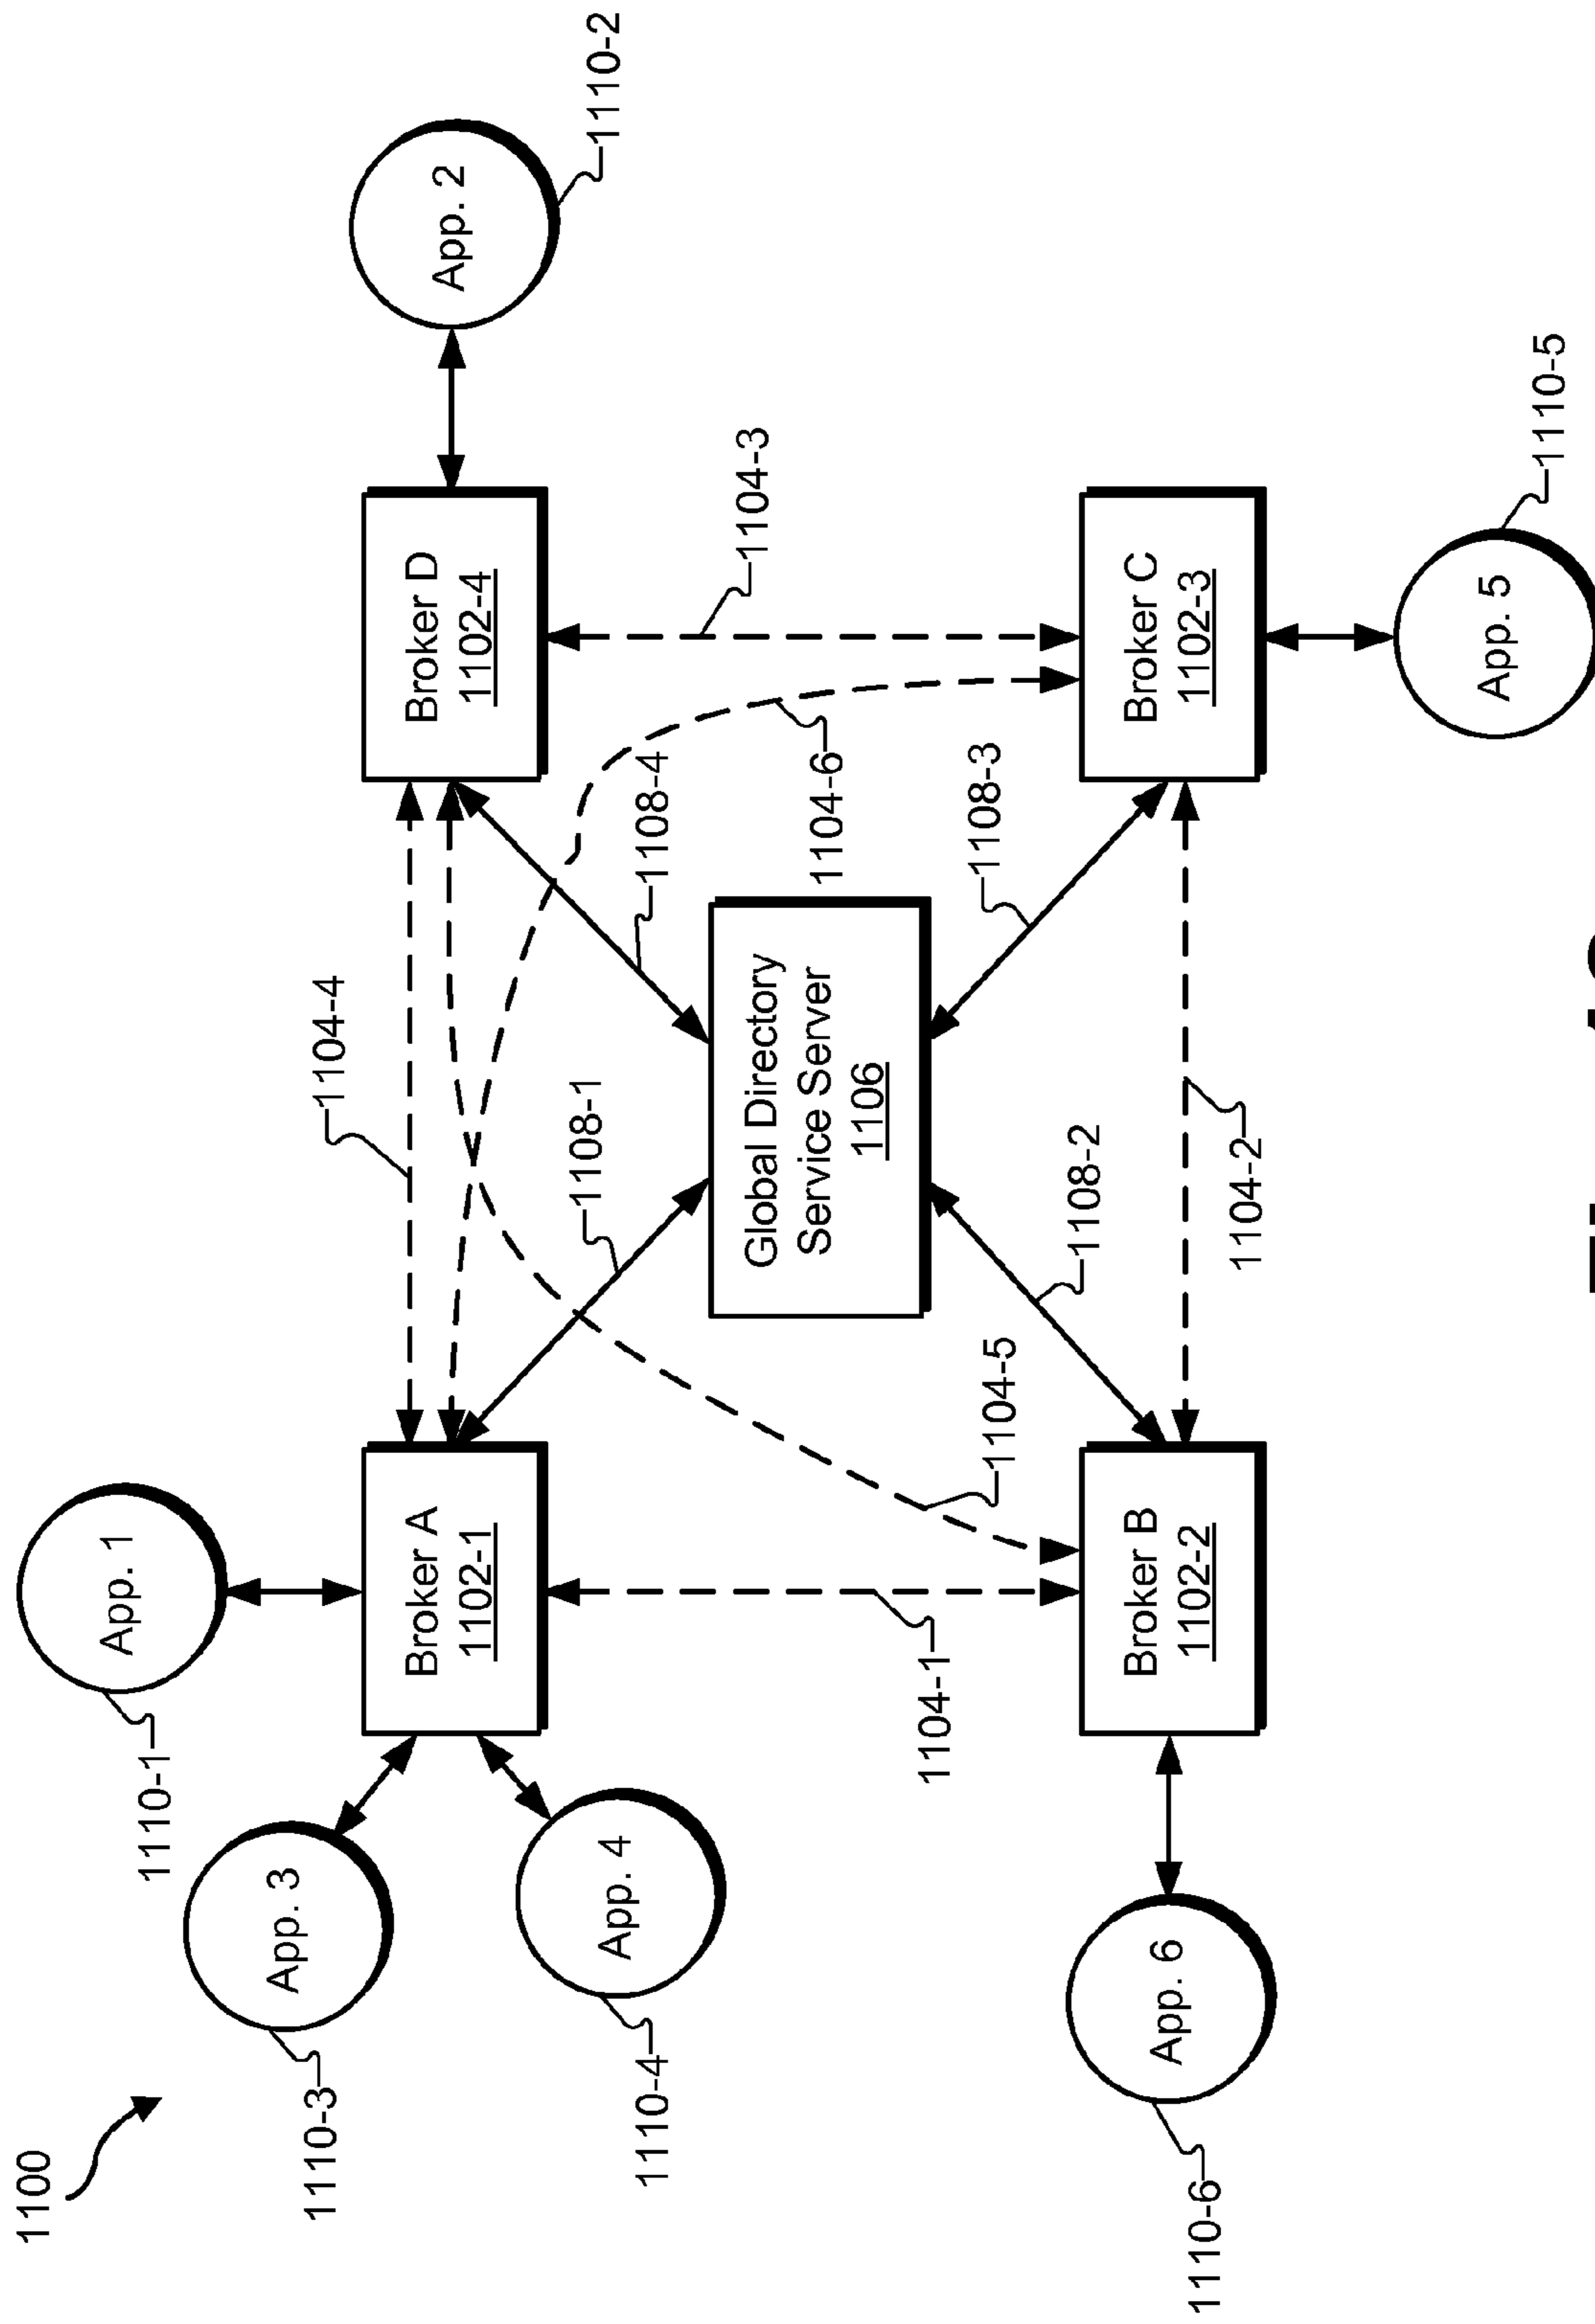 1100
App. 1
1110-1
App. 3
1110-3
1104-4
Broker A
1102-1
Broker D
1102-4
App. 2
1110-2
1108-1
App. 4
1110-4
1108-4
1104-3
Global Directory
Service Server
1106
1104-6
1104-1
1108-3
1104-5
1108-2
Broker B
1102-2
Broker C
1102-3
App. 6
1110-6
1104-2
App. 5
1110-5